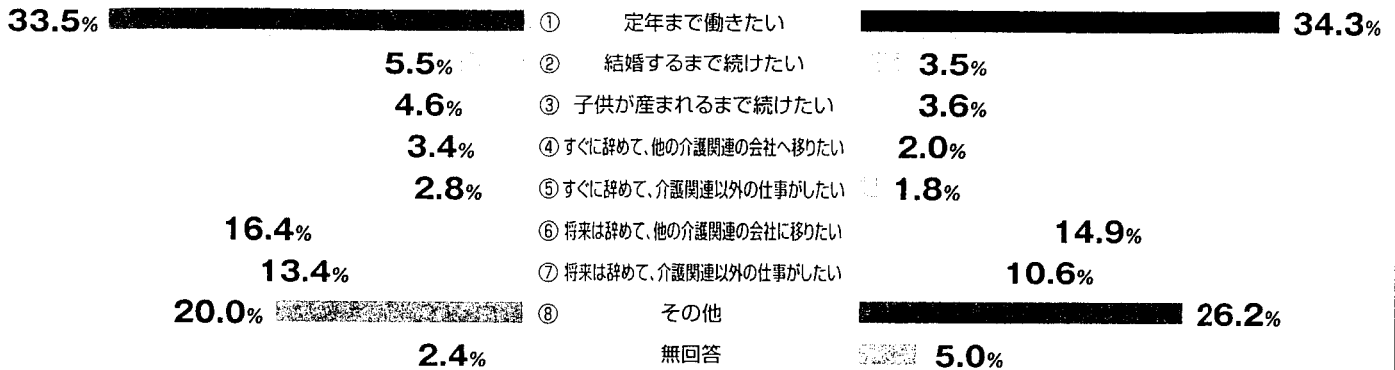 33.5% ① 定年まで働きたい 34.3%
5.5% ② 結婚するまで続けたい 3.5%
4.6% ③ 子供が産まれるまで続けたい 3.6%
3.4% ④ すぐに辞めて、他の介護関連の会社へ移りたい 2.0%
2.8% ⑤ すぐに辞めて、介護関連以外の仕事がしたい 1.8%
16.4% ⑥ 将来は辞めて、他の介護関連の会社に移りたい 14.9%
13.4% ⑦ 将来は辞めて、介護関連以外の仕事がしたい 10.6%
20.0% ⑧ その他 26.2%
2.4% 無回答 5.0%